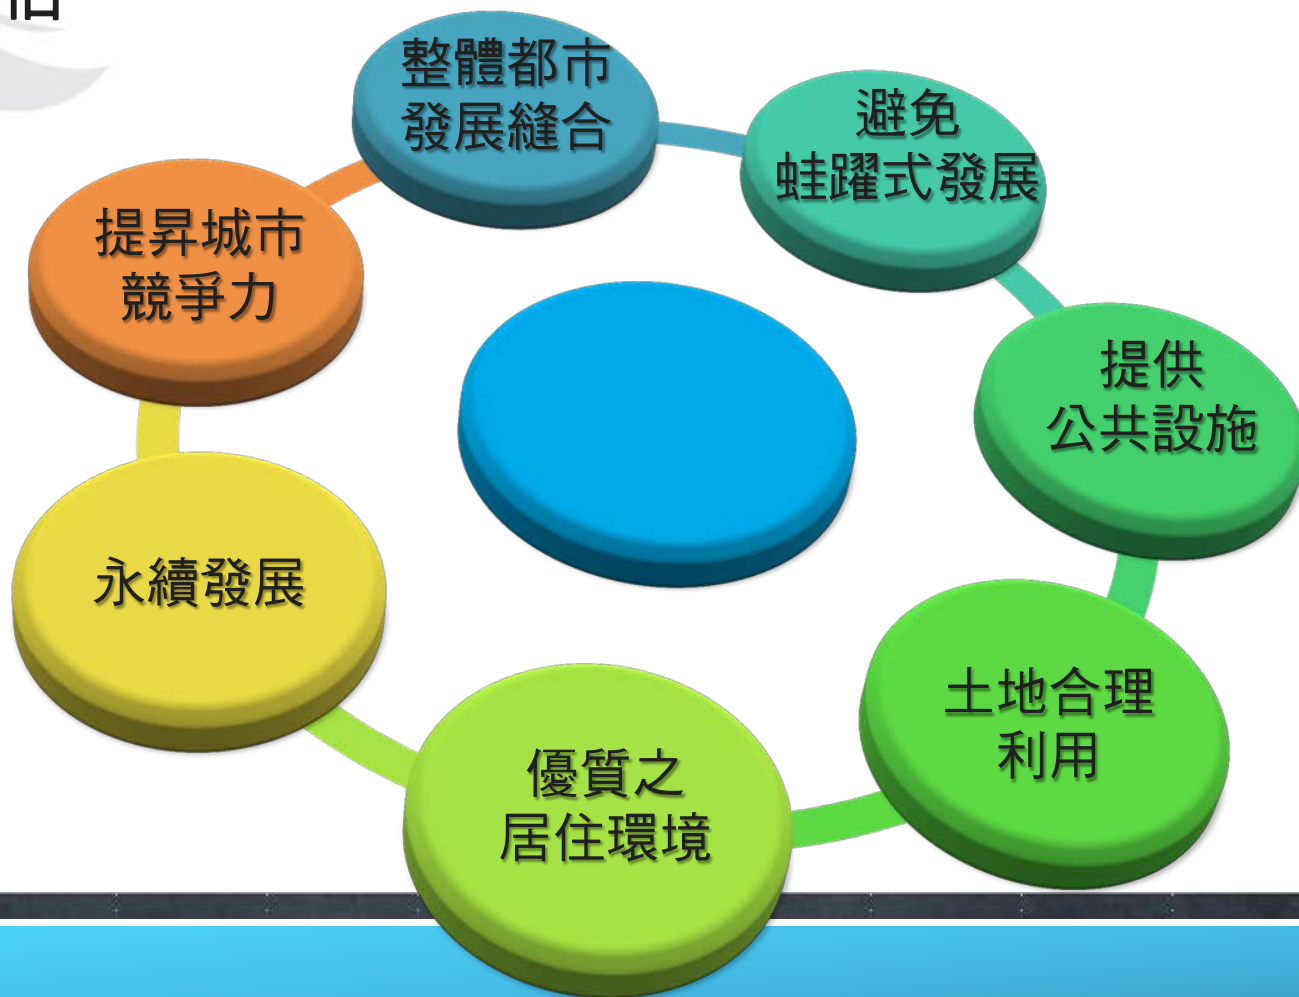 整體都市
發展縫合
避免
蛙躍式發展
提供
公共設施
土地合理
利用
優質之
居住環境
永續發展
提昇城市
競爭力